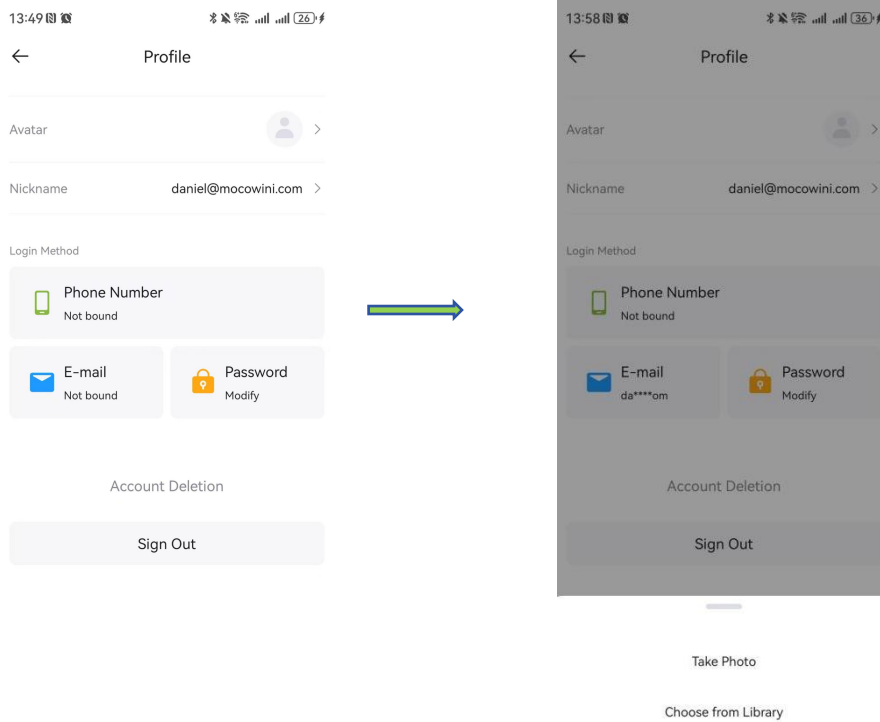 13:49 26
Profile
Avatar
Nickname daniel@mocowini.com
Login Method
Phone Number
Not bound
E-mail
Not bound
Password
Modify
Account Deletion
Sign Out
13:58 36
Profile
Avatar
Nickname daniel@mocowini.com
Login Method
Phone Number
Not bound
E-mail
da****om
Password
Modify
Account Deletion
Sign Out
Take Photo
Choose from Library